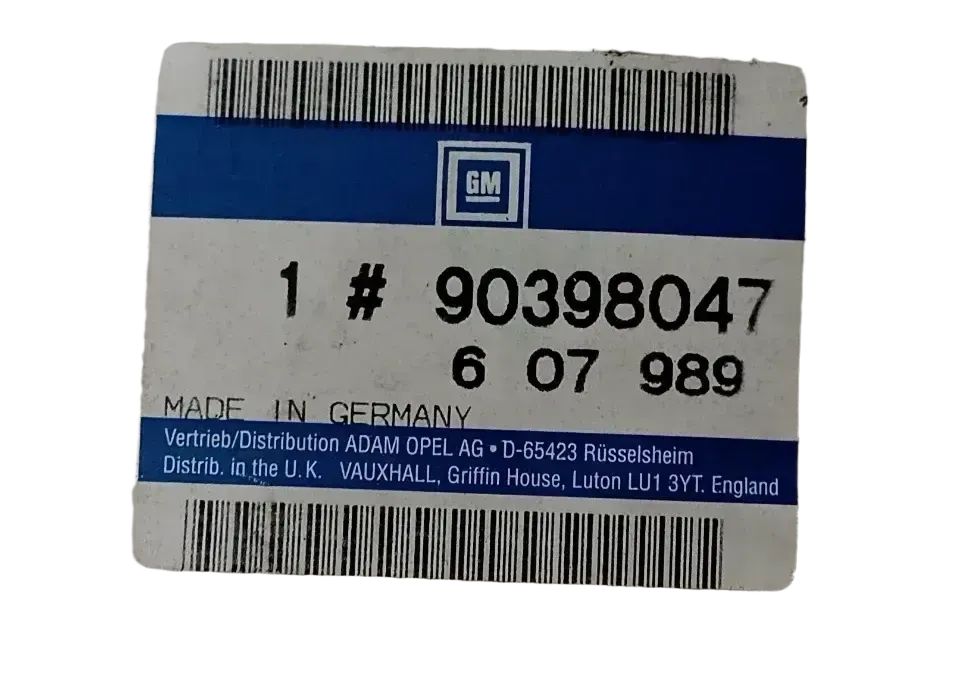 GM
1 # 90398047
6 07 989
MADE IN GERMANY
Vertrieb/Distribution ADAM OPEL AG • D-65423 Rüsselsheim
Distrib. in the U.K. VAUXHALL, Griffin House, Luton LU1 3YT. England